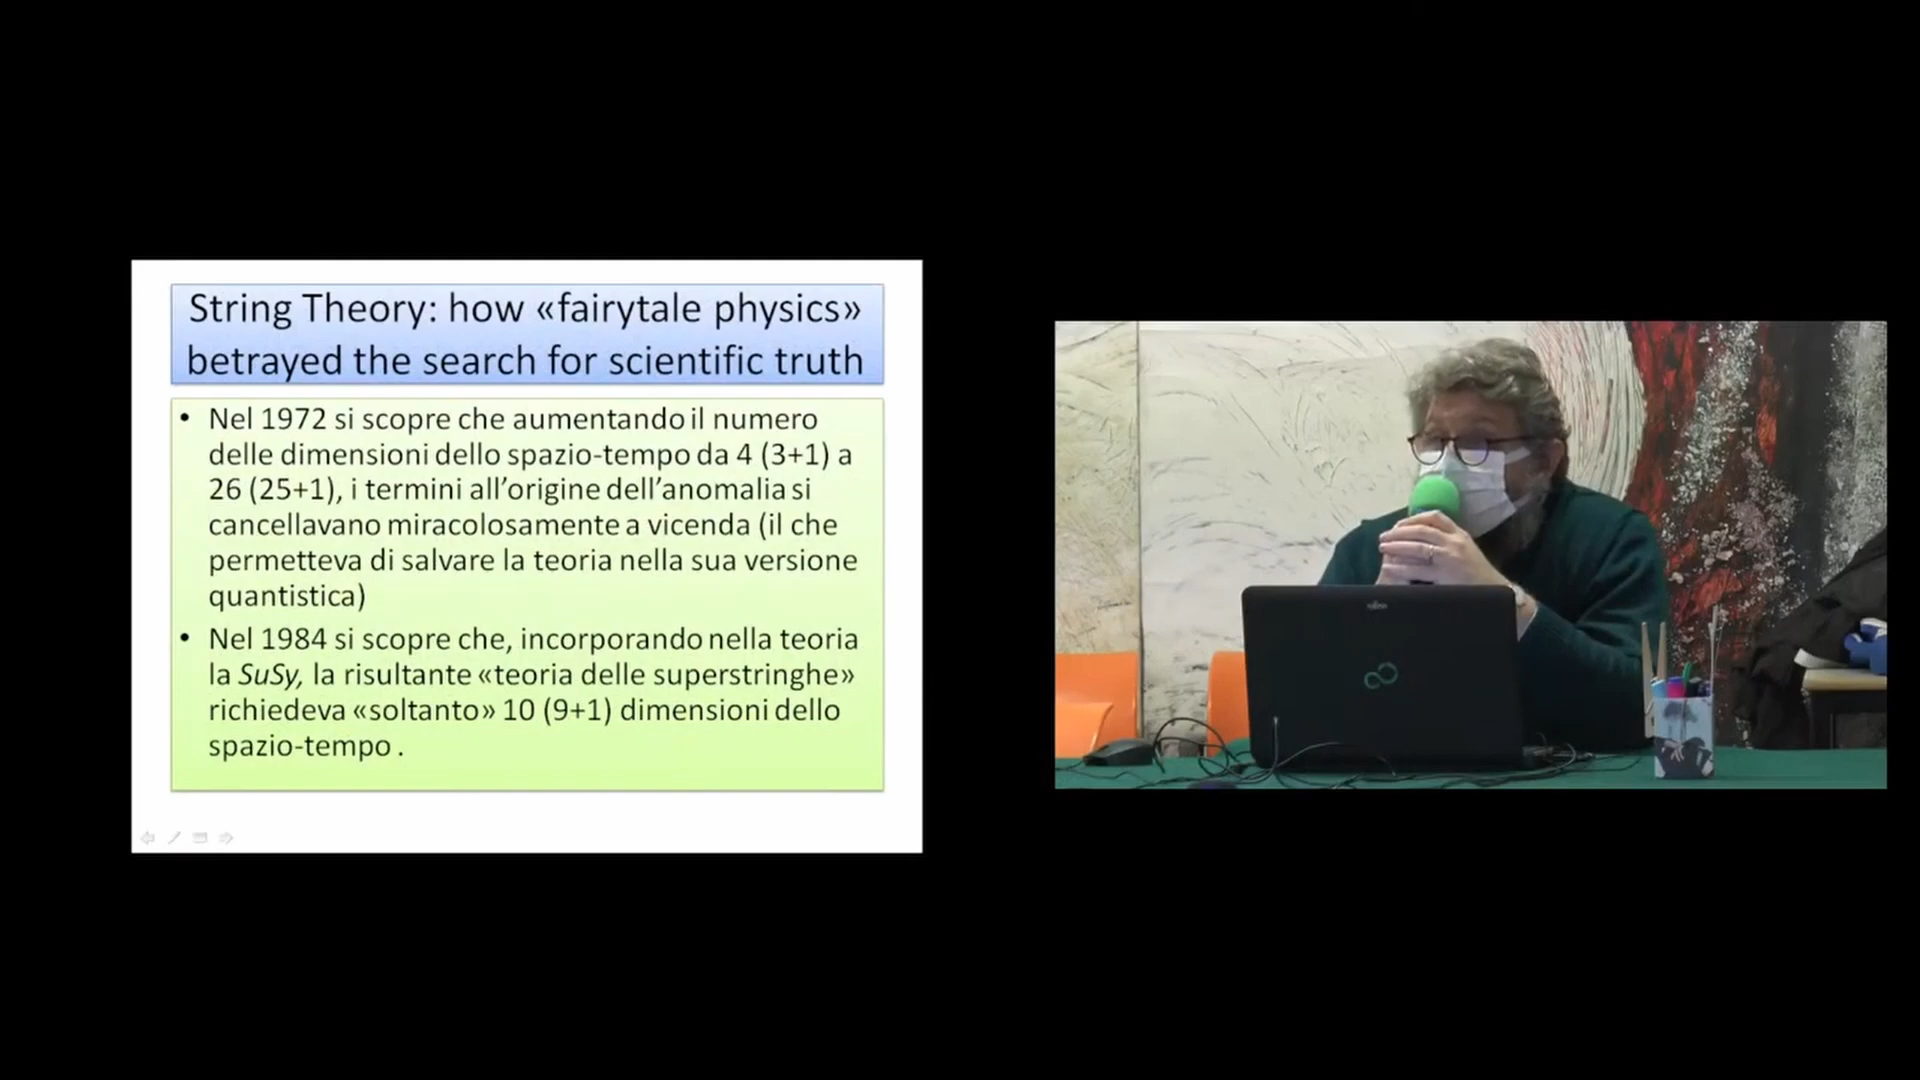 String Theory: how «fairytale physics»
betrayed the search for scientific truth
• Nel 1972 si scopre che aumentando il numero
delle dimensioni dello spazio-tempo da 4 (3+1) a
26 (25+1), i termini all’origine dell’anomalia si
cancellavano miracolosamente a vicenda (il che
permetteva di salvare la teoria nella sua versione
quantistica)
• Nel 1984 si scopre che, incorporando nella teoria
la SuSy, la risultante «teoria delle superstringhe»
richiedeva «soltanto» 10 (9+1) dimensioni dello
spazio-tempo .